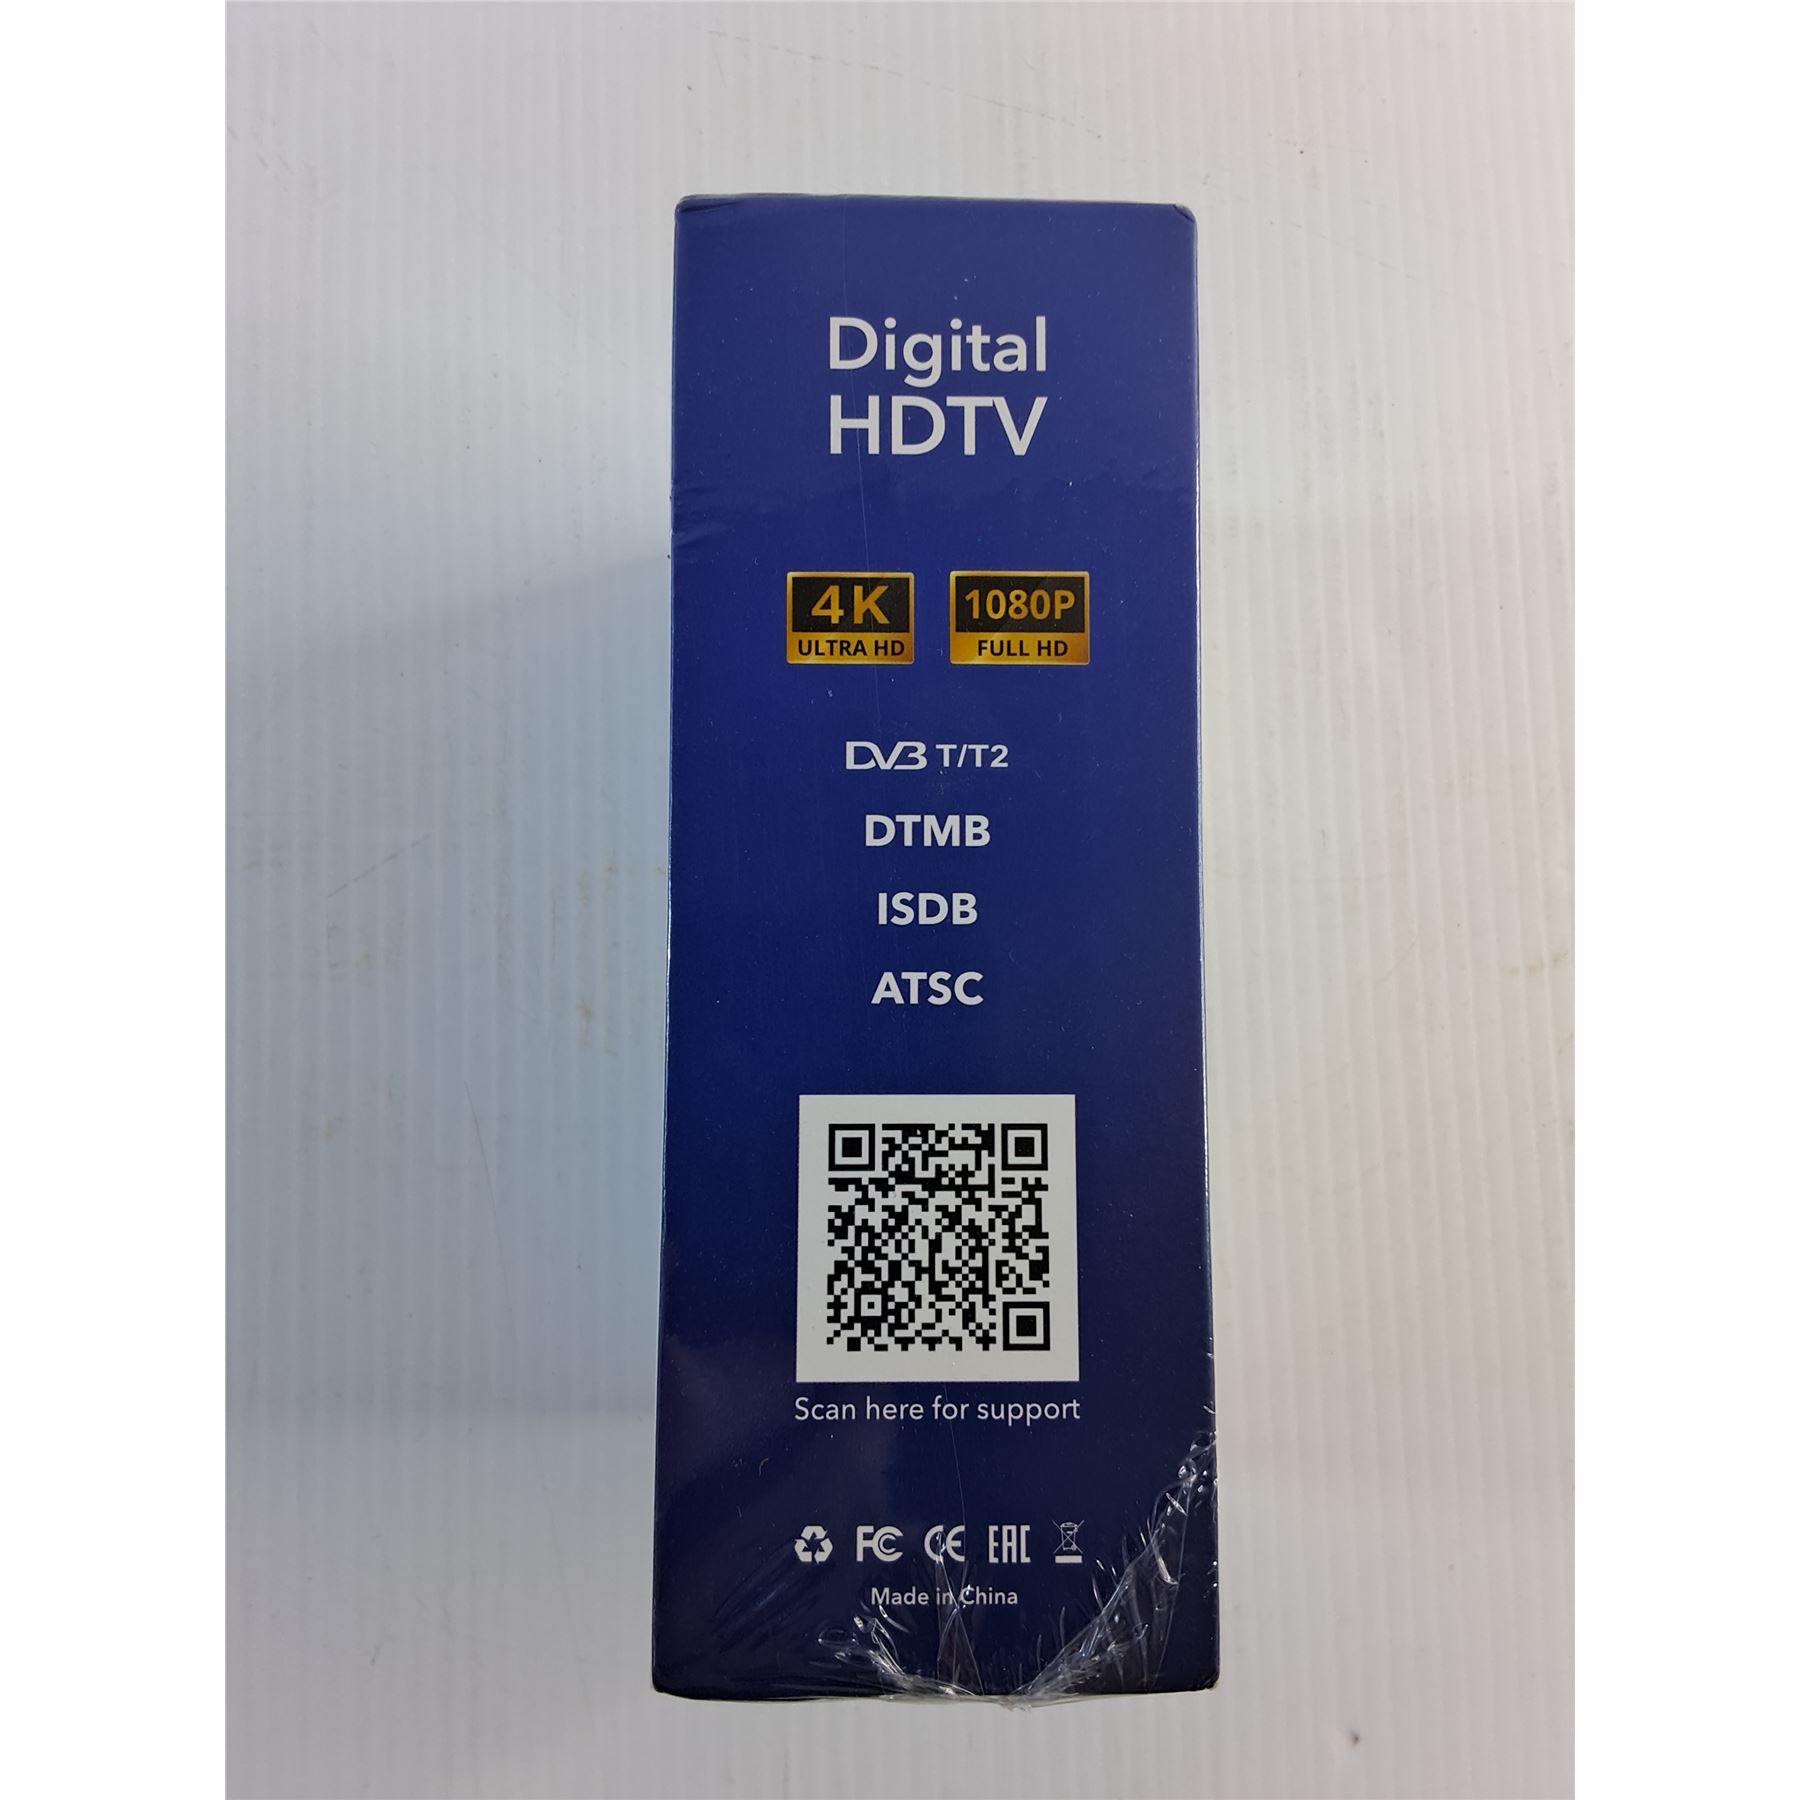 Digital
HDTV
4K 1080P
ULTRA HD FULL HD
DVB T/T2
DTMB
ISDB
ATSC
Scan here for support
FC CE EAC
Made in China